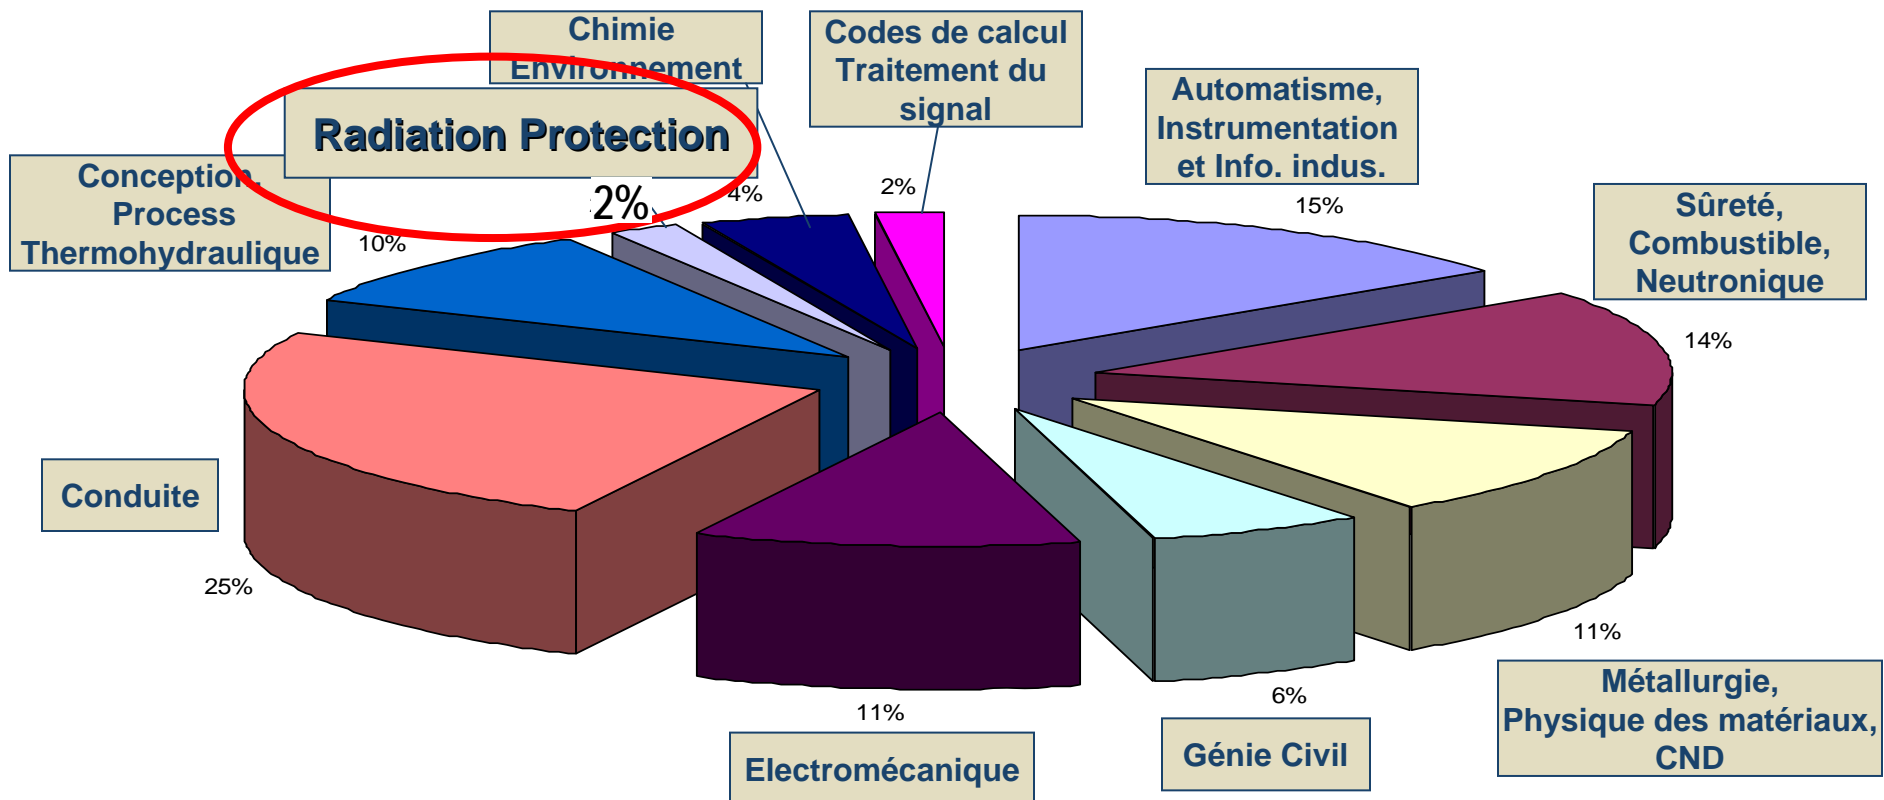 Chimie
Environnement
Codes de calcul
Traitement du
signal
Automatisme,
Instrumentation
et Info. indus.
Radiation Protection
Conception,
Process
Thermohydraulique
Sûreté,
Combustible,
Neutronique
2%
4%
2%
15%
10%
14%
Conduite
25%
11%
6%
11%
Métallurgie,
Physique des matériaux,
CND
Génie Civil
Electromécanique